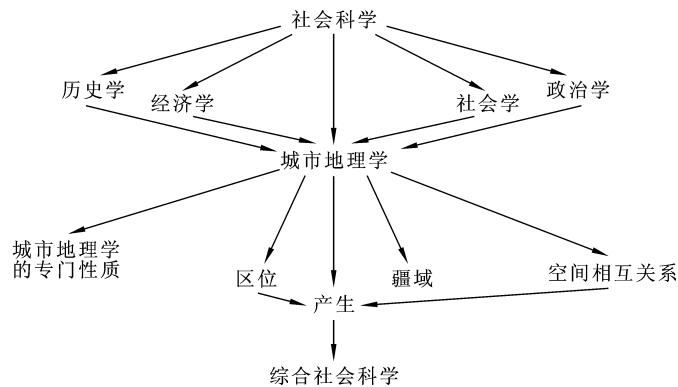 社会科学
历史学
经济学
社会学
政治学
城市地理学
城市地理学
的专门性质
区位
疆域
空间相互关系
产生
综合社会科学